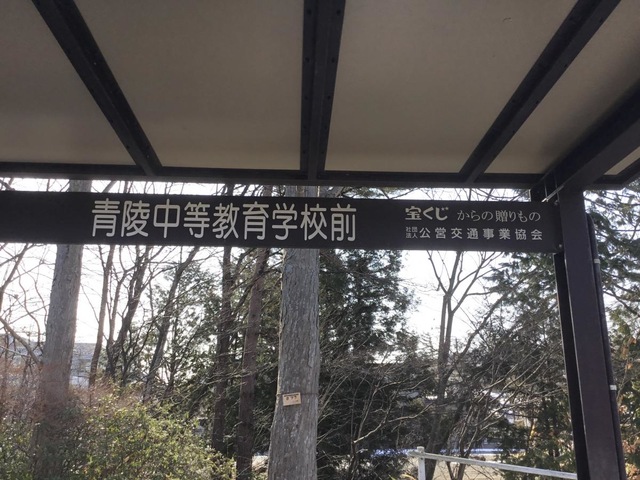 青陵中等教育学校前
宝くじからの贈りもの
社団法人 公営交通事業協会